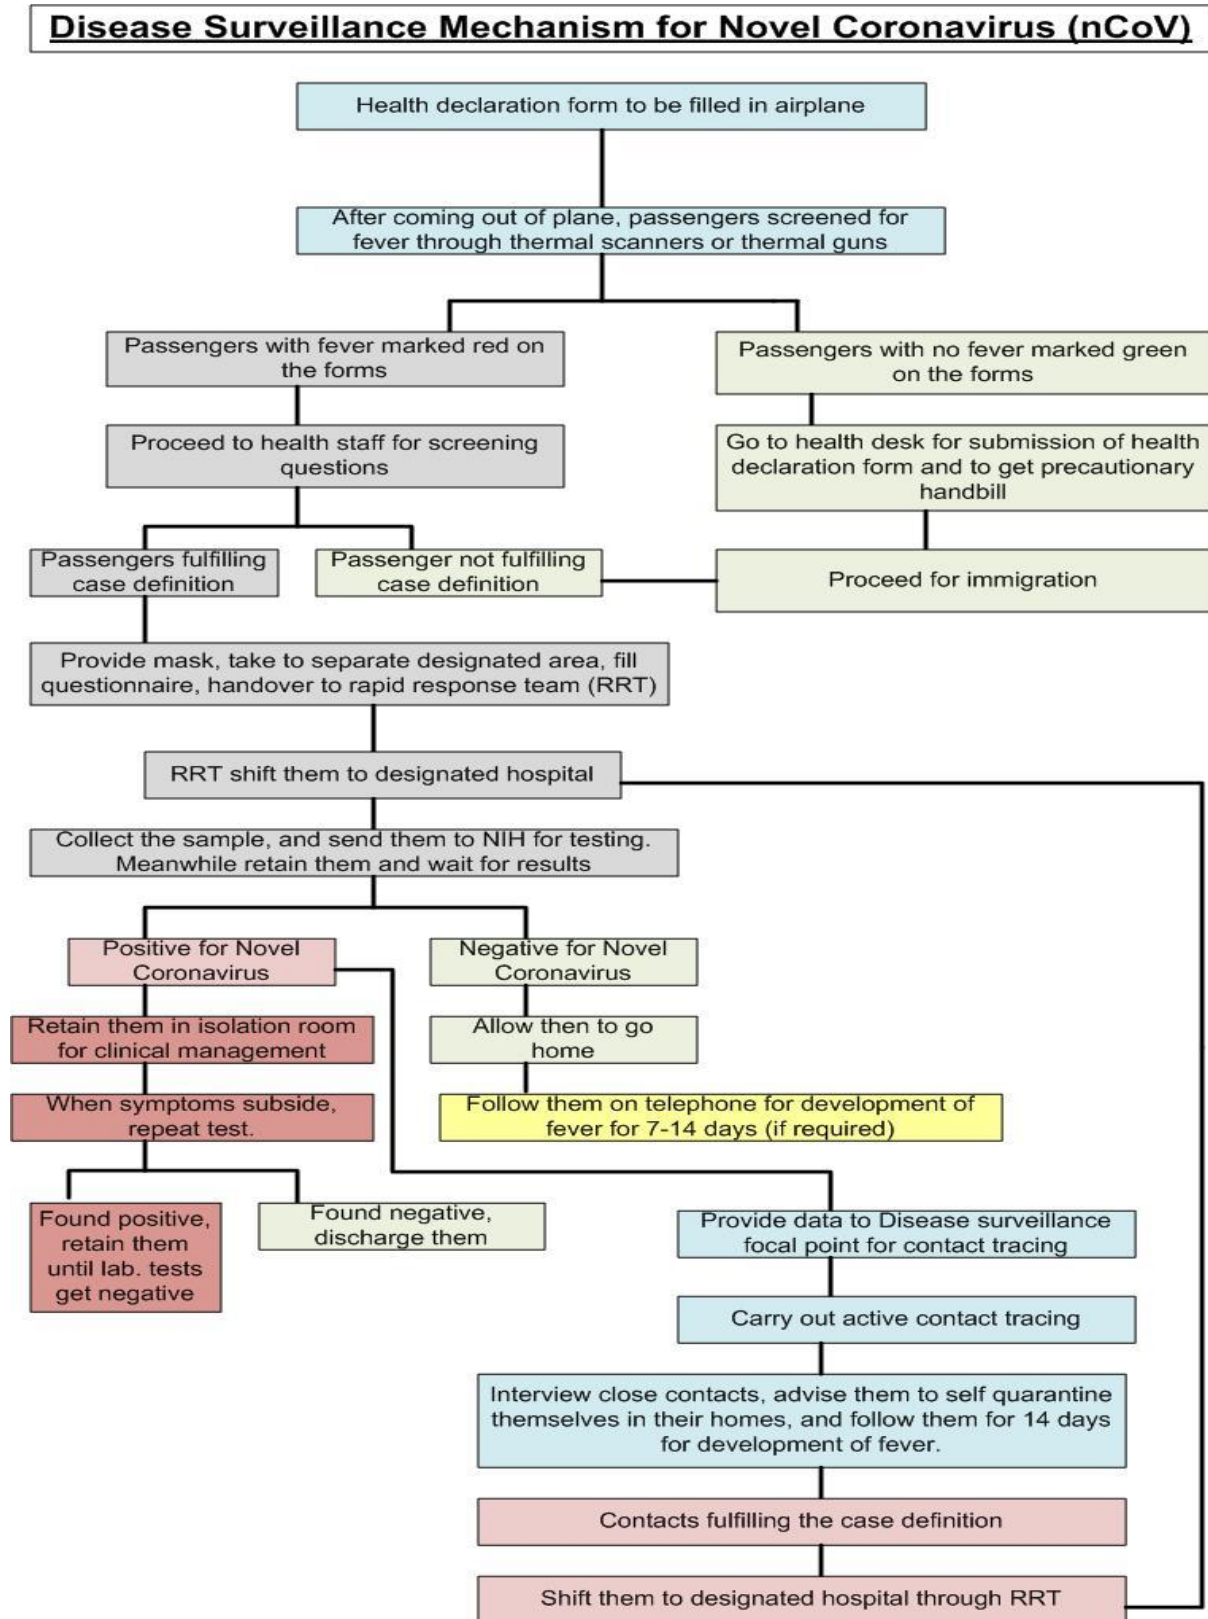 Disease Surveillance Mechanism for Novel Coronavirus (nCoV)
Health declaration form to be filled in airplane
After coming out of plane, passengers screened for
fever through thermal scanners or thermal guns
Passengers with fever marked red on
the forms
Passengers with no fever marked green
on the forms
Proceed to health staff for screening
questions
Go to health desk for submission of health
declaration form and to get precautionary
handbill
Passengers fulfilling
case definition
Passenger not fulfilling
case definition
Proceed for immigration
Provide mask, take to separate designated area, fill
questionnaire, handover to rapid response team (RRT)
RRT shift them to designated hospital
Collect the sample, and send them to NIH for testing.
Meanwhile retain them and wait for results
Positive for Novel
Coronavirus
Negative for Novel
Coronavirus
Retain them in isolation room
for clinical management
Allow then to go
home
When symptoms subside,
repeat test.
Follow them on telephone for development of
fever for 7-14 days (if required)
Found positive,
retain them
until lab. tests
get negative
Found negative,
discharge them
Provide data to Disease surveillance
focal point for contact tracing
Carry out active contact tracing
Interview close contacts, advise them to self quarantine
themselves in their homes, and follow them for 14 days
for development of fever.
Contacts fulfilling the case definition
Shift them to designated hospital through RRT